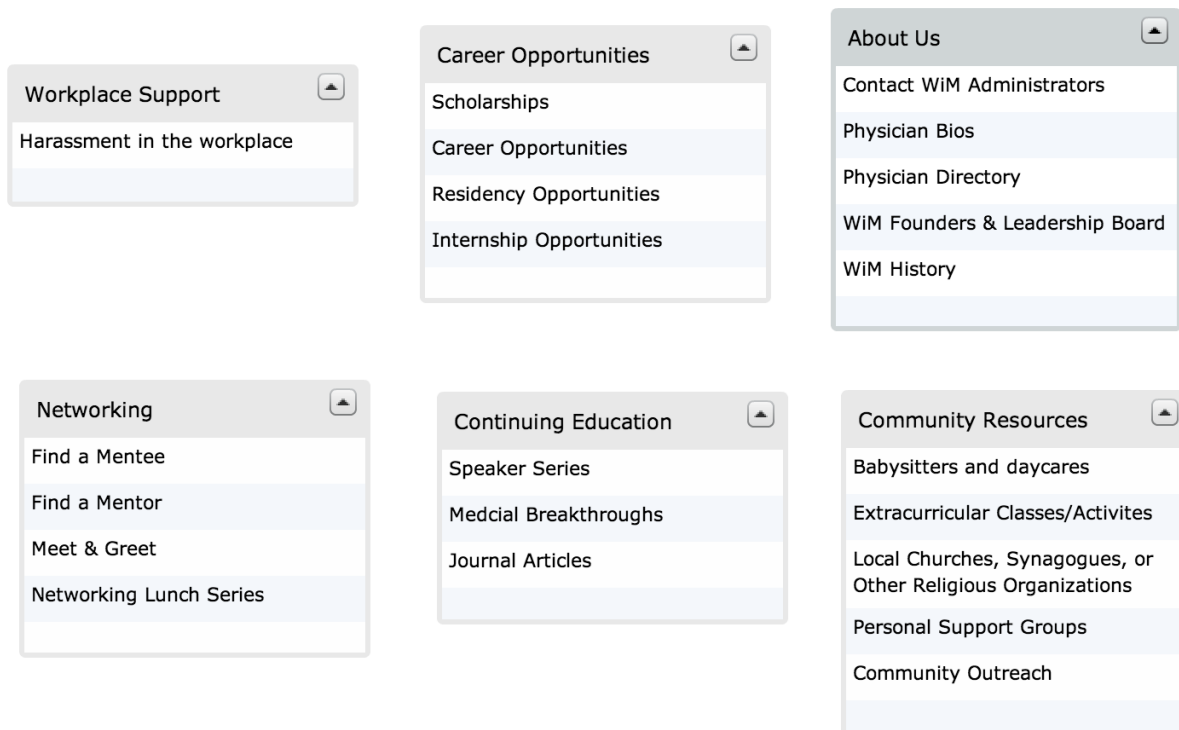 Workplace Support
Harassment in the workplace
Career Opportunities
Scholarships
Career Opportunities
Residency Opportunities
Internship Opportunities
About Us
Contact WiM Administrators
Physician Bios
Physician Directory
WiM Founders & Leadership Board
WiM History
Networking
Find a Mentee
Find a Mentor
Meet & Greet
Networking Lunch Series
Continuing Education
Speaker Series
Medcial Breakthroughs
Journal Articles
Community Resources
Babysitters and daycares
Extracurricular Classes/Activites
Local Churches, Synagogues, or
Other Religious Organizations
Personal Support Groups
Community Outreach